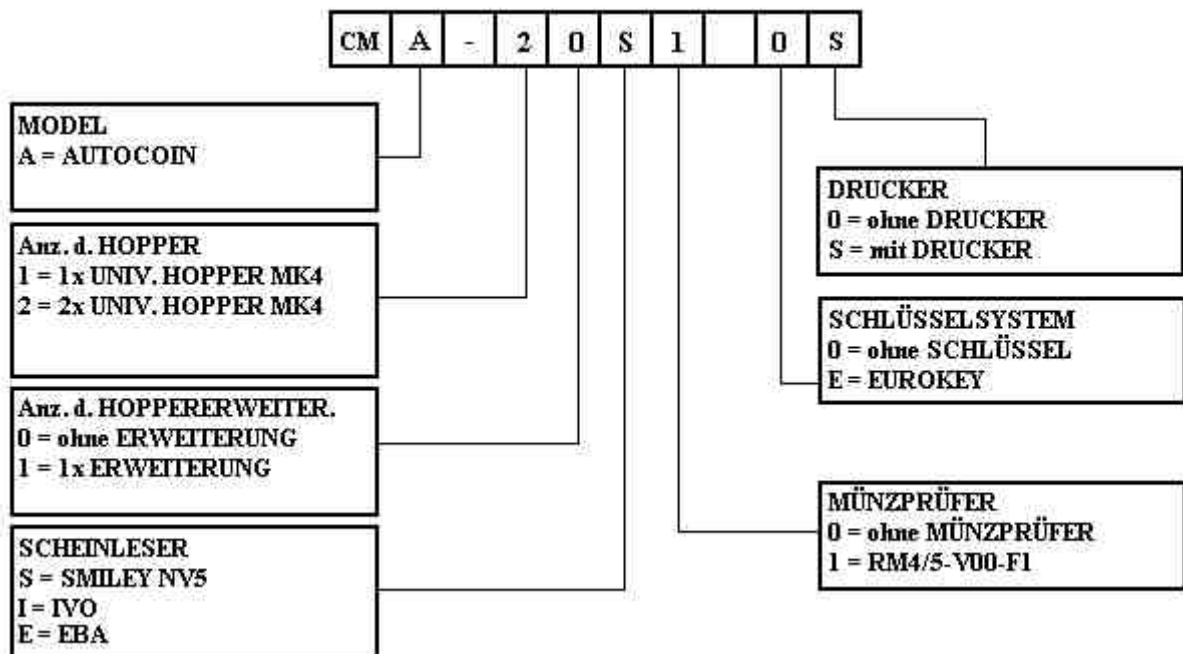 CM A - 2 0 S 1 0 S
MODEL
A = AUTOCOIN
Anz. d. HOPPER
1 = 1x UNIV. HOPPER MK4
2 = 2x UNIV. HOPPER MK4
Anz. d. HOPPERERWEITER.
0 = ohne ERWEITERUNG
1 = 1x ERWEITERUNG
SCHEINLESER
S = SMILEY NV5
I = IVO
E = EBA
DRUCKER
0 = ohne DRUCKER
S = mit DRUCKER
SCHLÜSSELSYSTEM
0 = ohne SCHLÜSSEL
E = EUROKEY
MÜNZPRÜFER
0 = ohne MÜNZPRÜFER
1 = RM4/5-V00-F1